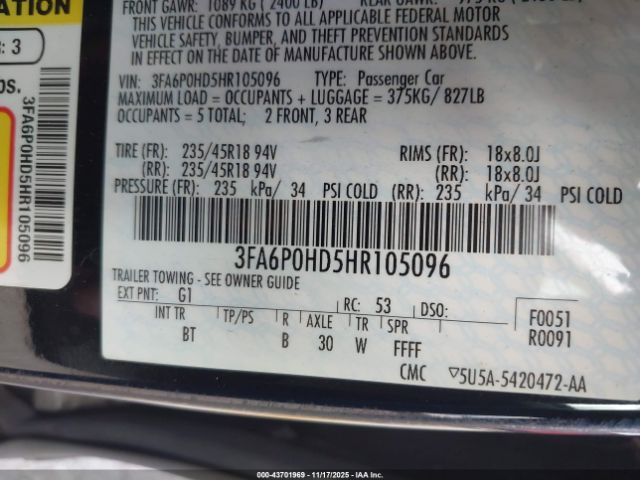 FRONT GAWR: 1089 KG ( 2400 LB)
THIS VEHICLE CONFORMS TO ALL APPLICABLE FEDERAL MOTOR
VEHICLE SAFETY, BUMPER, AND THEFT PREVENTION STANDARDS
IN EFFECT ON THE DATE OF MANUFACTURE SHOWN ABOVE.
VIN: 3FA6P0HD5HR105096 TYPE: Passenger Car
MAXIMUM LOAD = OCCUPANTS + LUGGAGE = 375KG/ 827LB
OCCUPANTS = 5 TOTAL; 2 FRONT, 3 REAR
TIRE (FR): 235/45R18 94V RIMS (FR): 18x8.0J
(RR): 235/45R18 94V (RR): 18x8.0J
PRESSURE (FR): 235 kPa/ 34 PSI COLD (RR): 235 kPa/ 34 PSI COLD
3FA6P0HD5HR105096
TRAILER TOWING - SEE OWNER GUIDE
EXT PNT: G1 RC: 53 DSO: F0051
INT TR TP/PS R AXLE TR SPR R0091
BT B 30 W FFFF
CMC ▽5U5A-5420472-AA
: 3
3FA6P0HD5HR105096
000-43701969 | 11/17/2025 - COPYRIGHT IAA Inc.